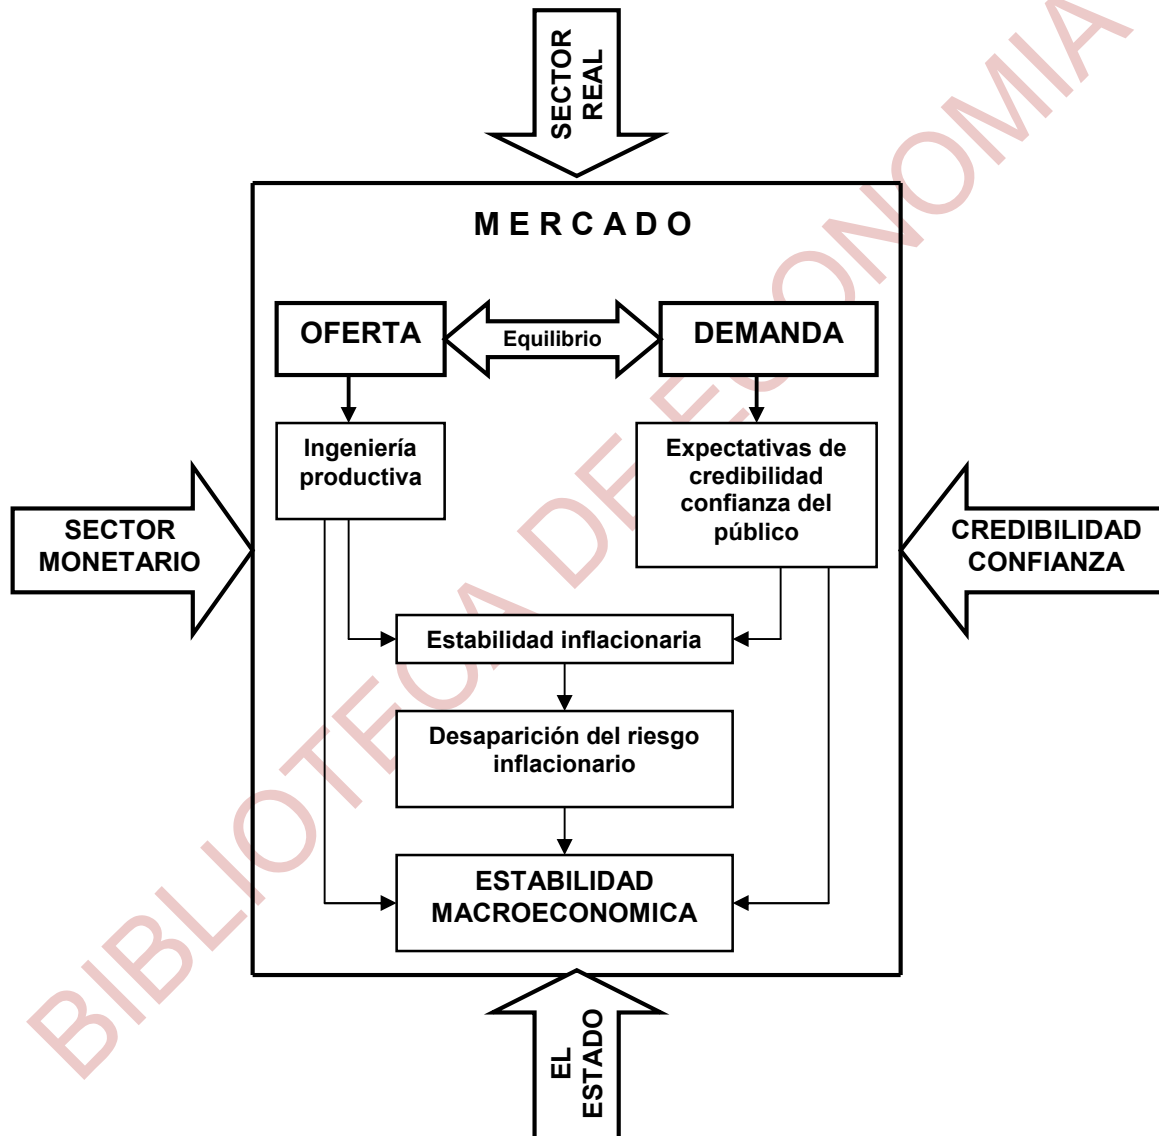 SECTOR
REAL
M E R C A D O
OFERTA
Equilibrio
DEMANDA
Ingeniería
productiva
Expectativas de
credibilidad
confianza del
público
SECTOR
MONETARIO
CREDIBILIDAD
CONFIANZA
Estabilidad inflacionaria
Desaparición del riesgo
inflacionario
ESTABILIDAD
MACROECONOMICA
EL
ESTADO
BIBLIOTECA DE ECONOMIA